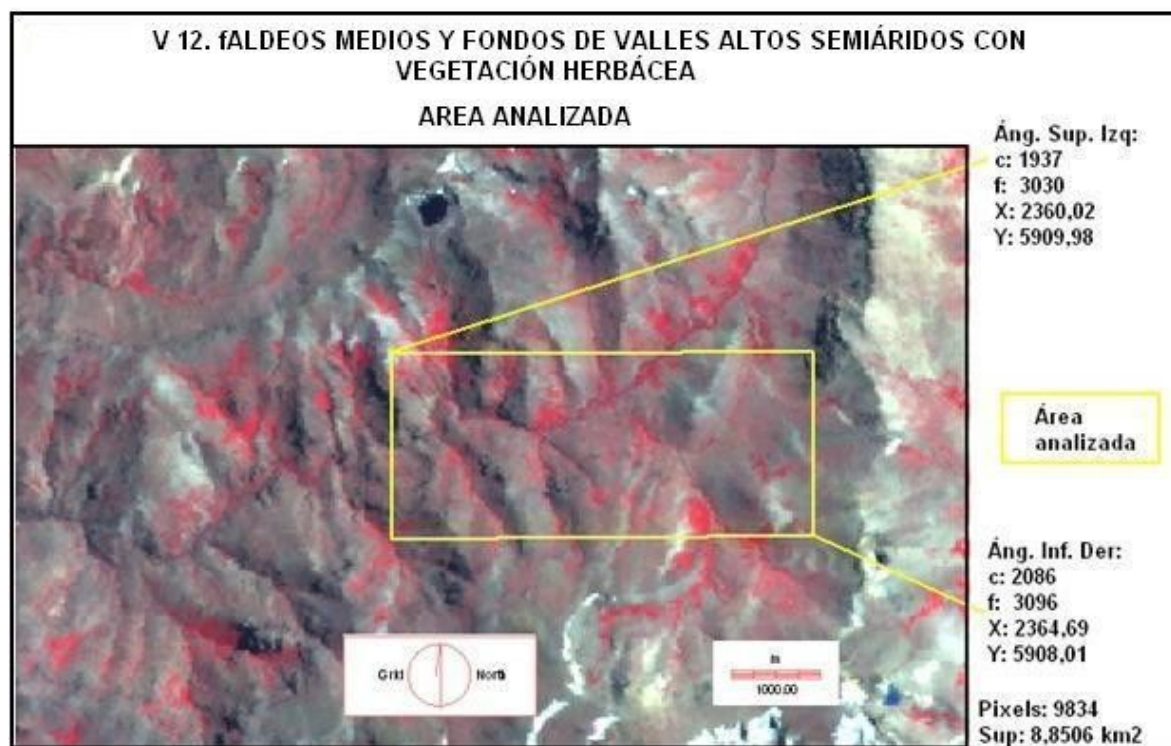 V 12. fALDEOS MEDIOS Y FONDOS DE VALLES ALTOS SEMIÁRIDOS CON
VEGETACIÓN HERBÁCEA
AREA ANALIZADA
Áng. Sup. Izq:
c: 1937
f: 3030
X: 2360,02
Y: 5909,98
Área
analizada
Áng. Inf. Der:
c: 2086
f: 3096
X: 2364,69
Y: 5908,01
Pixels: 9834
Sup: 8,8506 km2
Grid North
m
1000.00